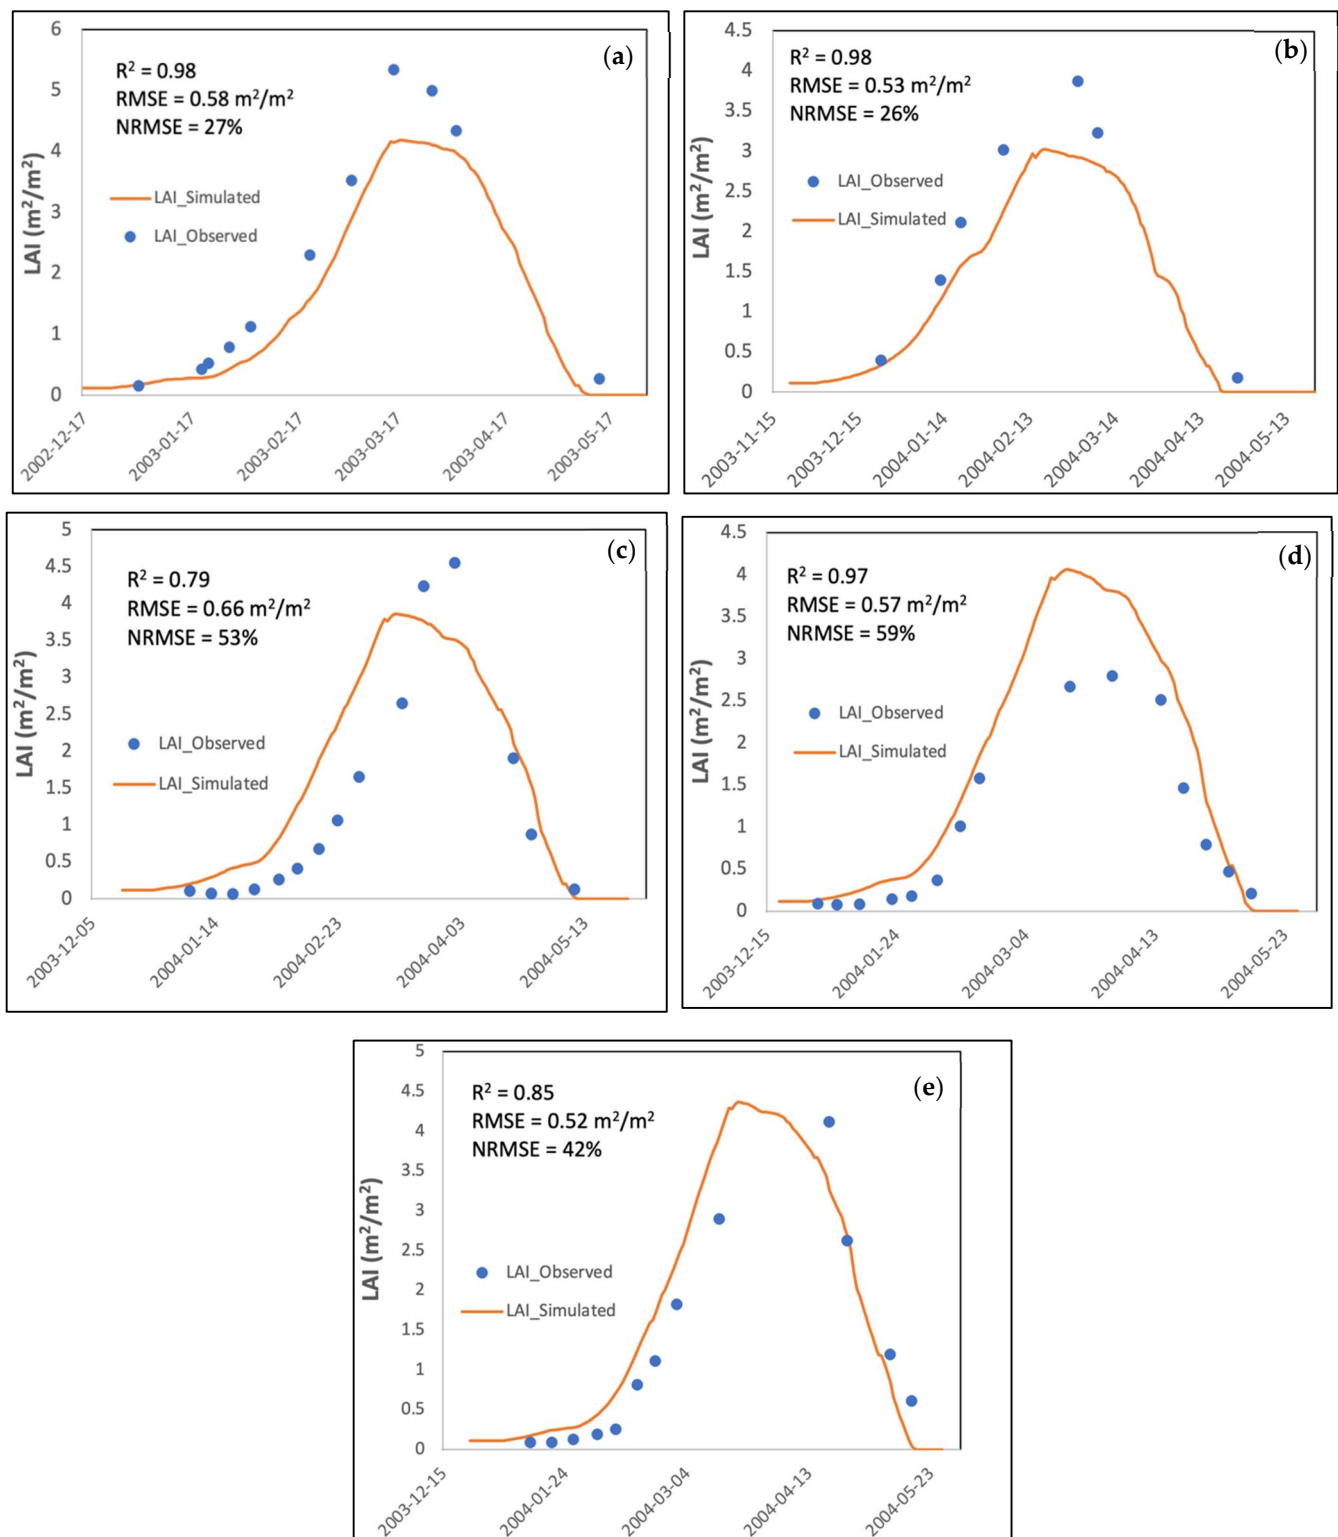 (a)
R² = 0.98
RMSE = 0.58 m²/m²
NRMSE = 27%
LAI_Simulated
LAI_Observed
LAI (m²/m²)
6
5
4
3
2
1
0
2002-12-17
2003-01-17
2003-02-17
2003-03-17
2003-04-17
2003-05-17
(b)
R² = 0.98
RMSE = 0.53 m²/m²
NRMSE = 26%
LAI_Observed
LAI_Simulated
LAI (m²/m²)
4.5
4
3.5
3
2.5
2
1.5
1
0.5
0
2003-11-15
2003-12-15
2004-01-14
2004-02-13
2004-03-14
2004-04-13
2004-05-13
(c)
R² = 0.79
RMSE = 0.66 m²/m²
NRMSE = 53%
LAI_Observed
LAI_Simulated
LAI (m²/m²)
5
4.5
4
3.5
3
2.5
2
1.5
1
0.5
0
2003-12-05
2004-01-14
2004-02-23
2004-04-03
2004-05-13
(d)
R² = 0.97
RMSE = 0.57 m²/m²
NRMSE = 59%
LAI_Observed
LAI_Simulated
LAI (m²/m²)
4.5
4
3.5
3
2.5
2
1.5
1
0.5
0
2003-12-15
2004-01-24
2004-03-04
2004-04-13
2004-05-23
(e)
R² = 0.85
RMSE = 0.52 m²/m²
NRMSE = 42%
LAI_Observed
LAI_Simulated
LAI (m²/m²)
5
4.5
4
3.5
3
2.5
2
1.5
1
0.5
0
2003-12-15
2004-01-24
2004-03-04
2004-04-13
2004-05-23